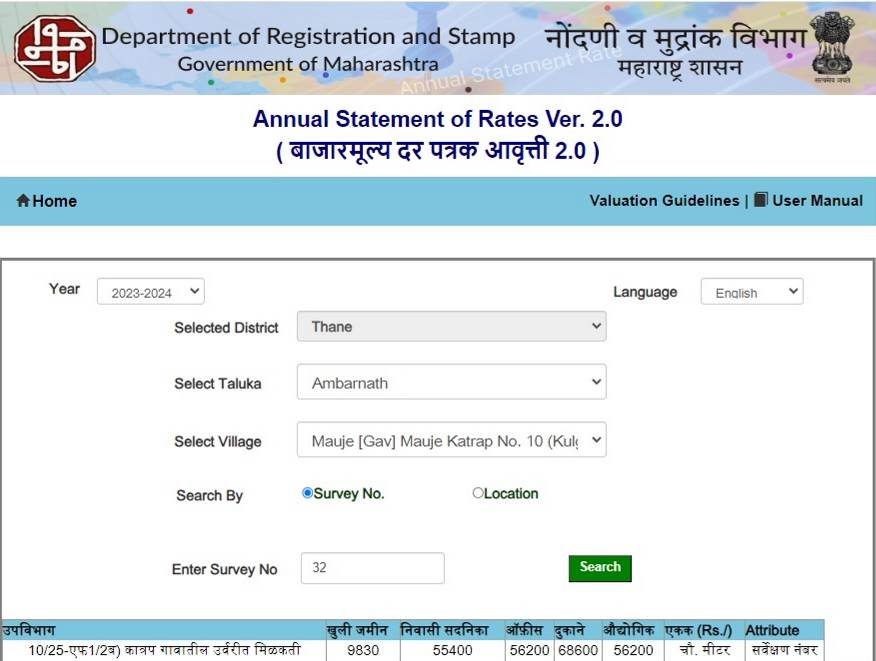 Department of Registration and Stamp
Government of Maharashtra
नोंदणी व मुद्रांक विभाग
महाराष्ट्र शासन
Annual Statement Rate
सत्यमेव जयते
Annual Statement of Rates Ver. 2.0
( बाजारमूल्य दर पत्रक आवृत्ती 2.0 )
Home
Valuation Guidelines | User Manual
Year 2023-2024 Language English
Selected District Thane
Select Taluka Ambarnath
Select Village Mauje [Gav] Mauje Katrap No. 10 (Kulg
Search By Survey No. Location
Enter Survey No 32 Search
उपविभाग खुली जमीन निवासी सदनिका ऑफ़ीस दुकाने औद्योगिक एकक (Rs./) Attribute
10/25-एफ1/2ब) कात्रप गावातील उर्वरीत मिळकती 9830 55400 56200 68600 56200 चौ. मीटर सर्वेक्षण नंबर